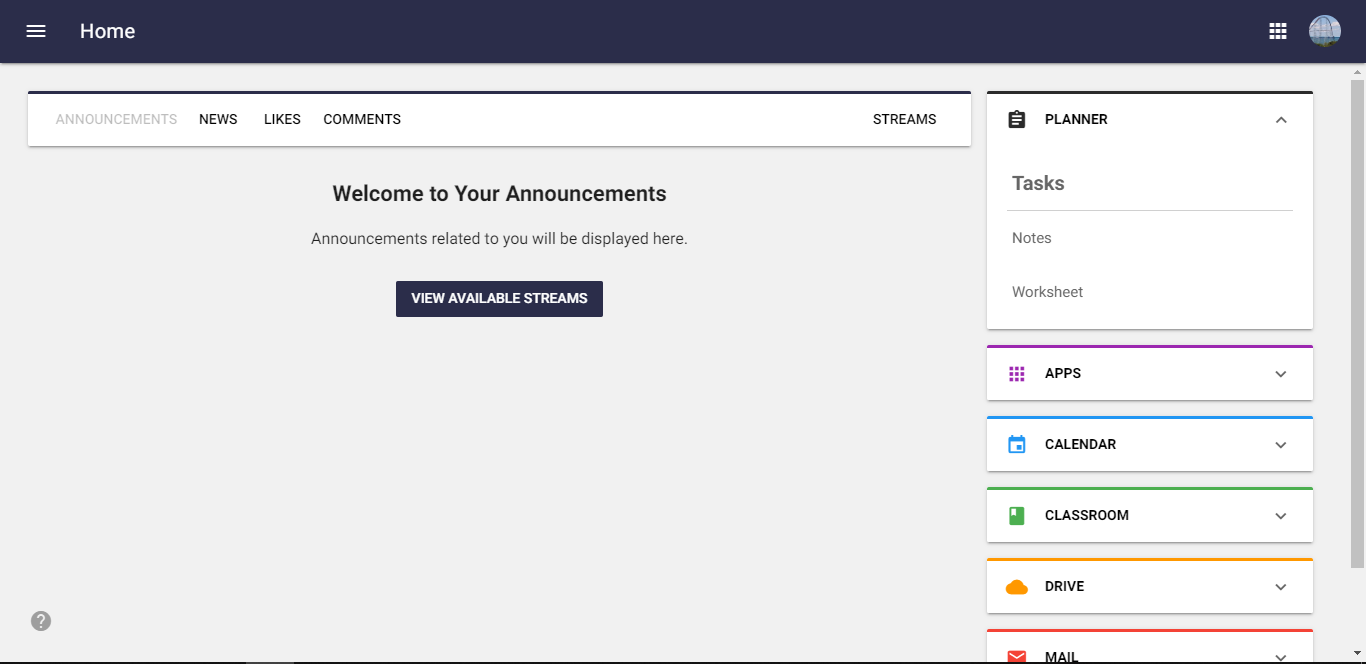 Home
ANNOUNCEMENTS NEWS LIKES COMMENTS STREAMS
Welcome to Your Announcements
Announcements related to you will be displayed here.
VIEW AVAILABLE STREAMS
PLANNER
Tasks
Notes
Worksheet
APPS
CALENDAR
CLASSROOM
DRIVE
MAIL
?